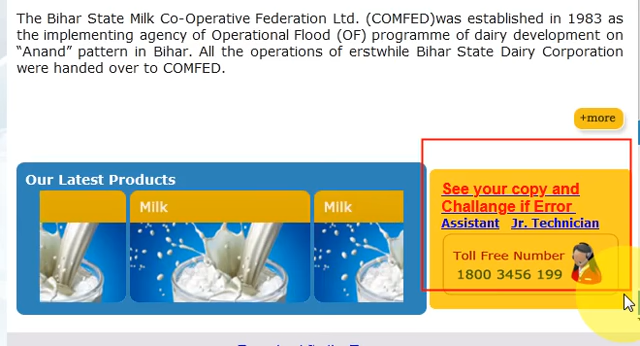 The Bihar State Milk Co-Operative Federation Ltd. (COMFED)was established in 1983 as
the implementing agency of Operational Flood (OF) programme of dairy development on
“Anand” pattern in Bihar. All the operations of erstwhile Bihar State Dairy Corporation
were handed over to COMFED.
+more
Our Latest Products
Milk
Milk
See your copy and
Challange if Error
Assistant Jr. Technician
Toll Free Number
1800 3456 199